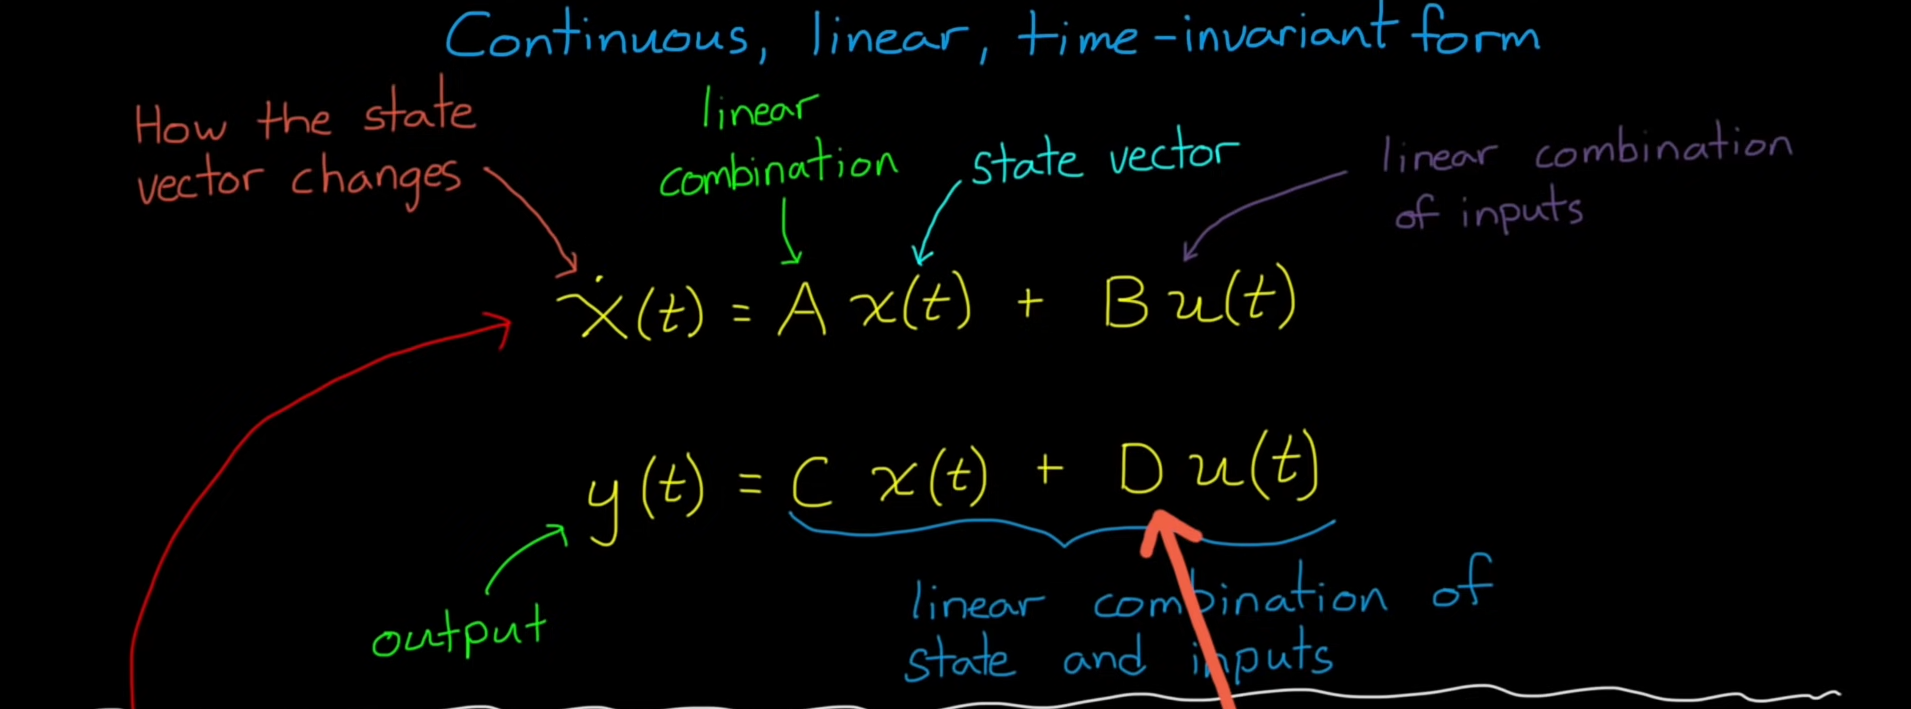 Continuous, linear, time-invariant form
How the state
vector changes
linear
combination
state vector
linear combination
of inputs
ẋ(t) = A x(t) + B u(t)
y(t) = C x(t) + D u(t)
output
linear combination of
state and inputs